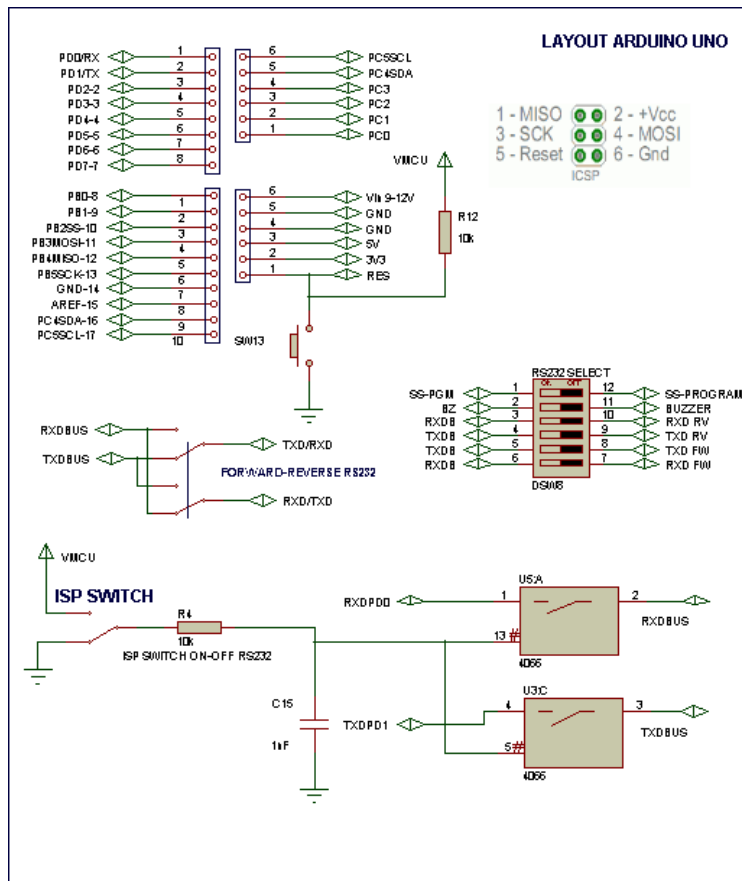 LAYOUT ARDUINO UNO
PD0/RX 1
PD1/TX 2
PD2-2 3
PD3-3 4
PD4-4 5
PD5-5 6
PD6-6 7
PD7-7 8
6 PC5SCL
5 PC4SDA
4 PC3
3 PC2
2 PC1
1 PC0
1 - MISO 2 - +Vcc
3 - SCK 4 - MOSI
5 - Reset 6 - Gnd
ICSP
VMCU
R12
10k
PB0-8 1
PB1-9 2
PB2SS-10 3
PB3MOSI-11 4
PB4MISO-12 5
PB5SCK-13 6
GND-14 7
AREF-15 8
PC4SDA-16 9
PC5SCL-17 10
6 VIn 9-12V
5 GND
4 GND
3 5V
2 3V3
1 RES
SW13
RS232 SELECT
ON OFF
SS-PGM 1 12 SS-PROGRAM
BZ 2 11 BUZZER
RXDB 3 10 RXD RV
TXDB 4 9 TXD RV
TXDB 5 8 TXD FW
RXDB 6 7 RXD FW
DSW8
RXDBUS
TXDBUS
TXD/RXD
FORWARD-REVERSE RS232
RXD/TXD
VMCU
ISP SWITCH
R4
10k
ISP SWITCH ON-OFF RS232
C15
1nF
U5:A
RXDPD0 1 2 RXDBUS
13 #
4066
U3:C
TXDPD1 4 3 TXDBUS
5 #
4066